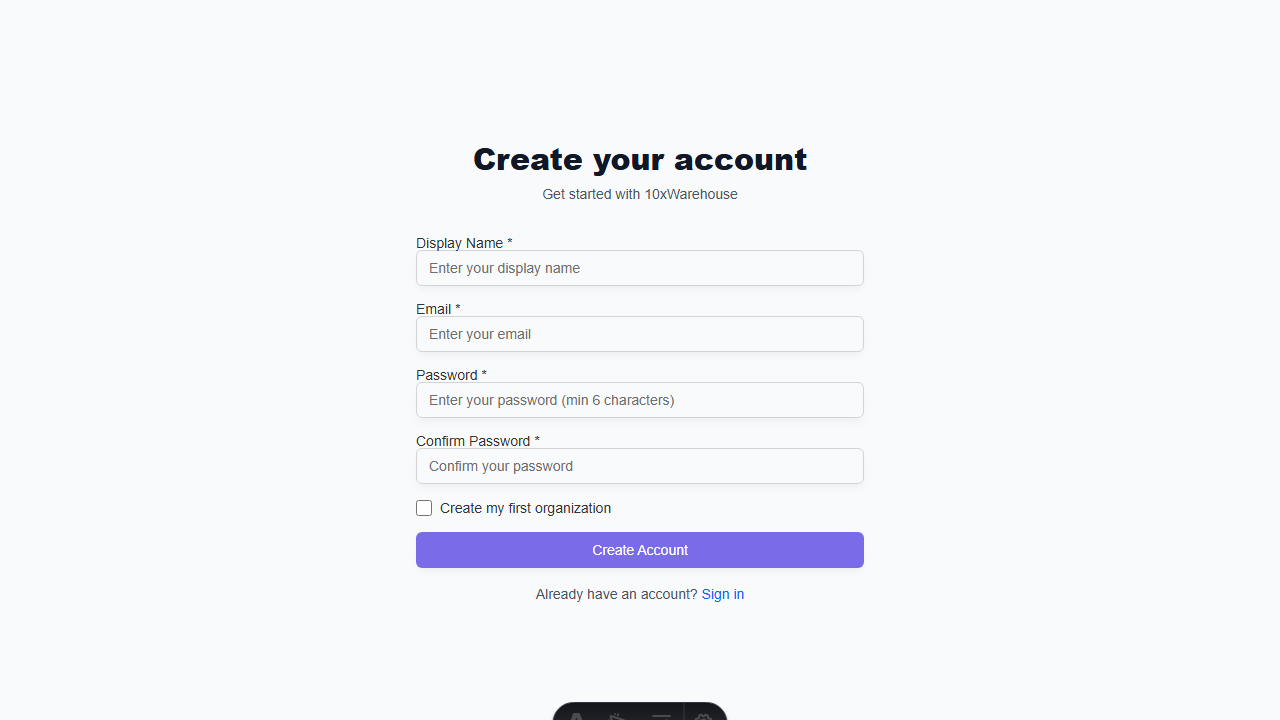 Create your account
Get started with 10xWarehouse
Display Name *
Enter your display name
Email *
Enter your email
Password *
Enter your password (min 6 characters)
Confirm Password *
Confirm your password
Create my first organization
Create Account
Already have an account? Sign in